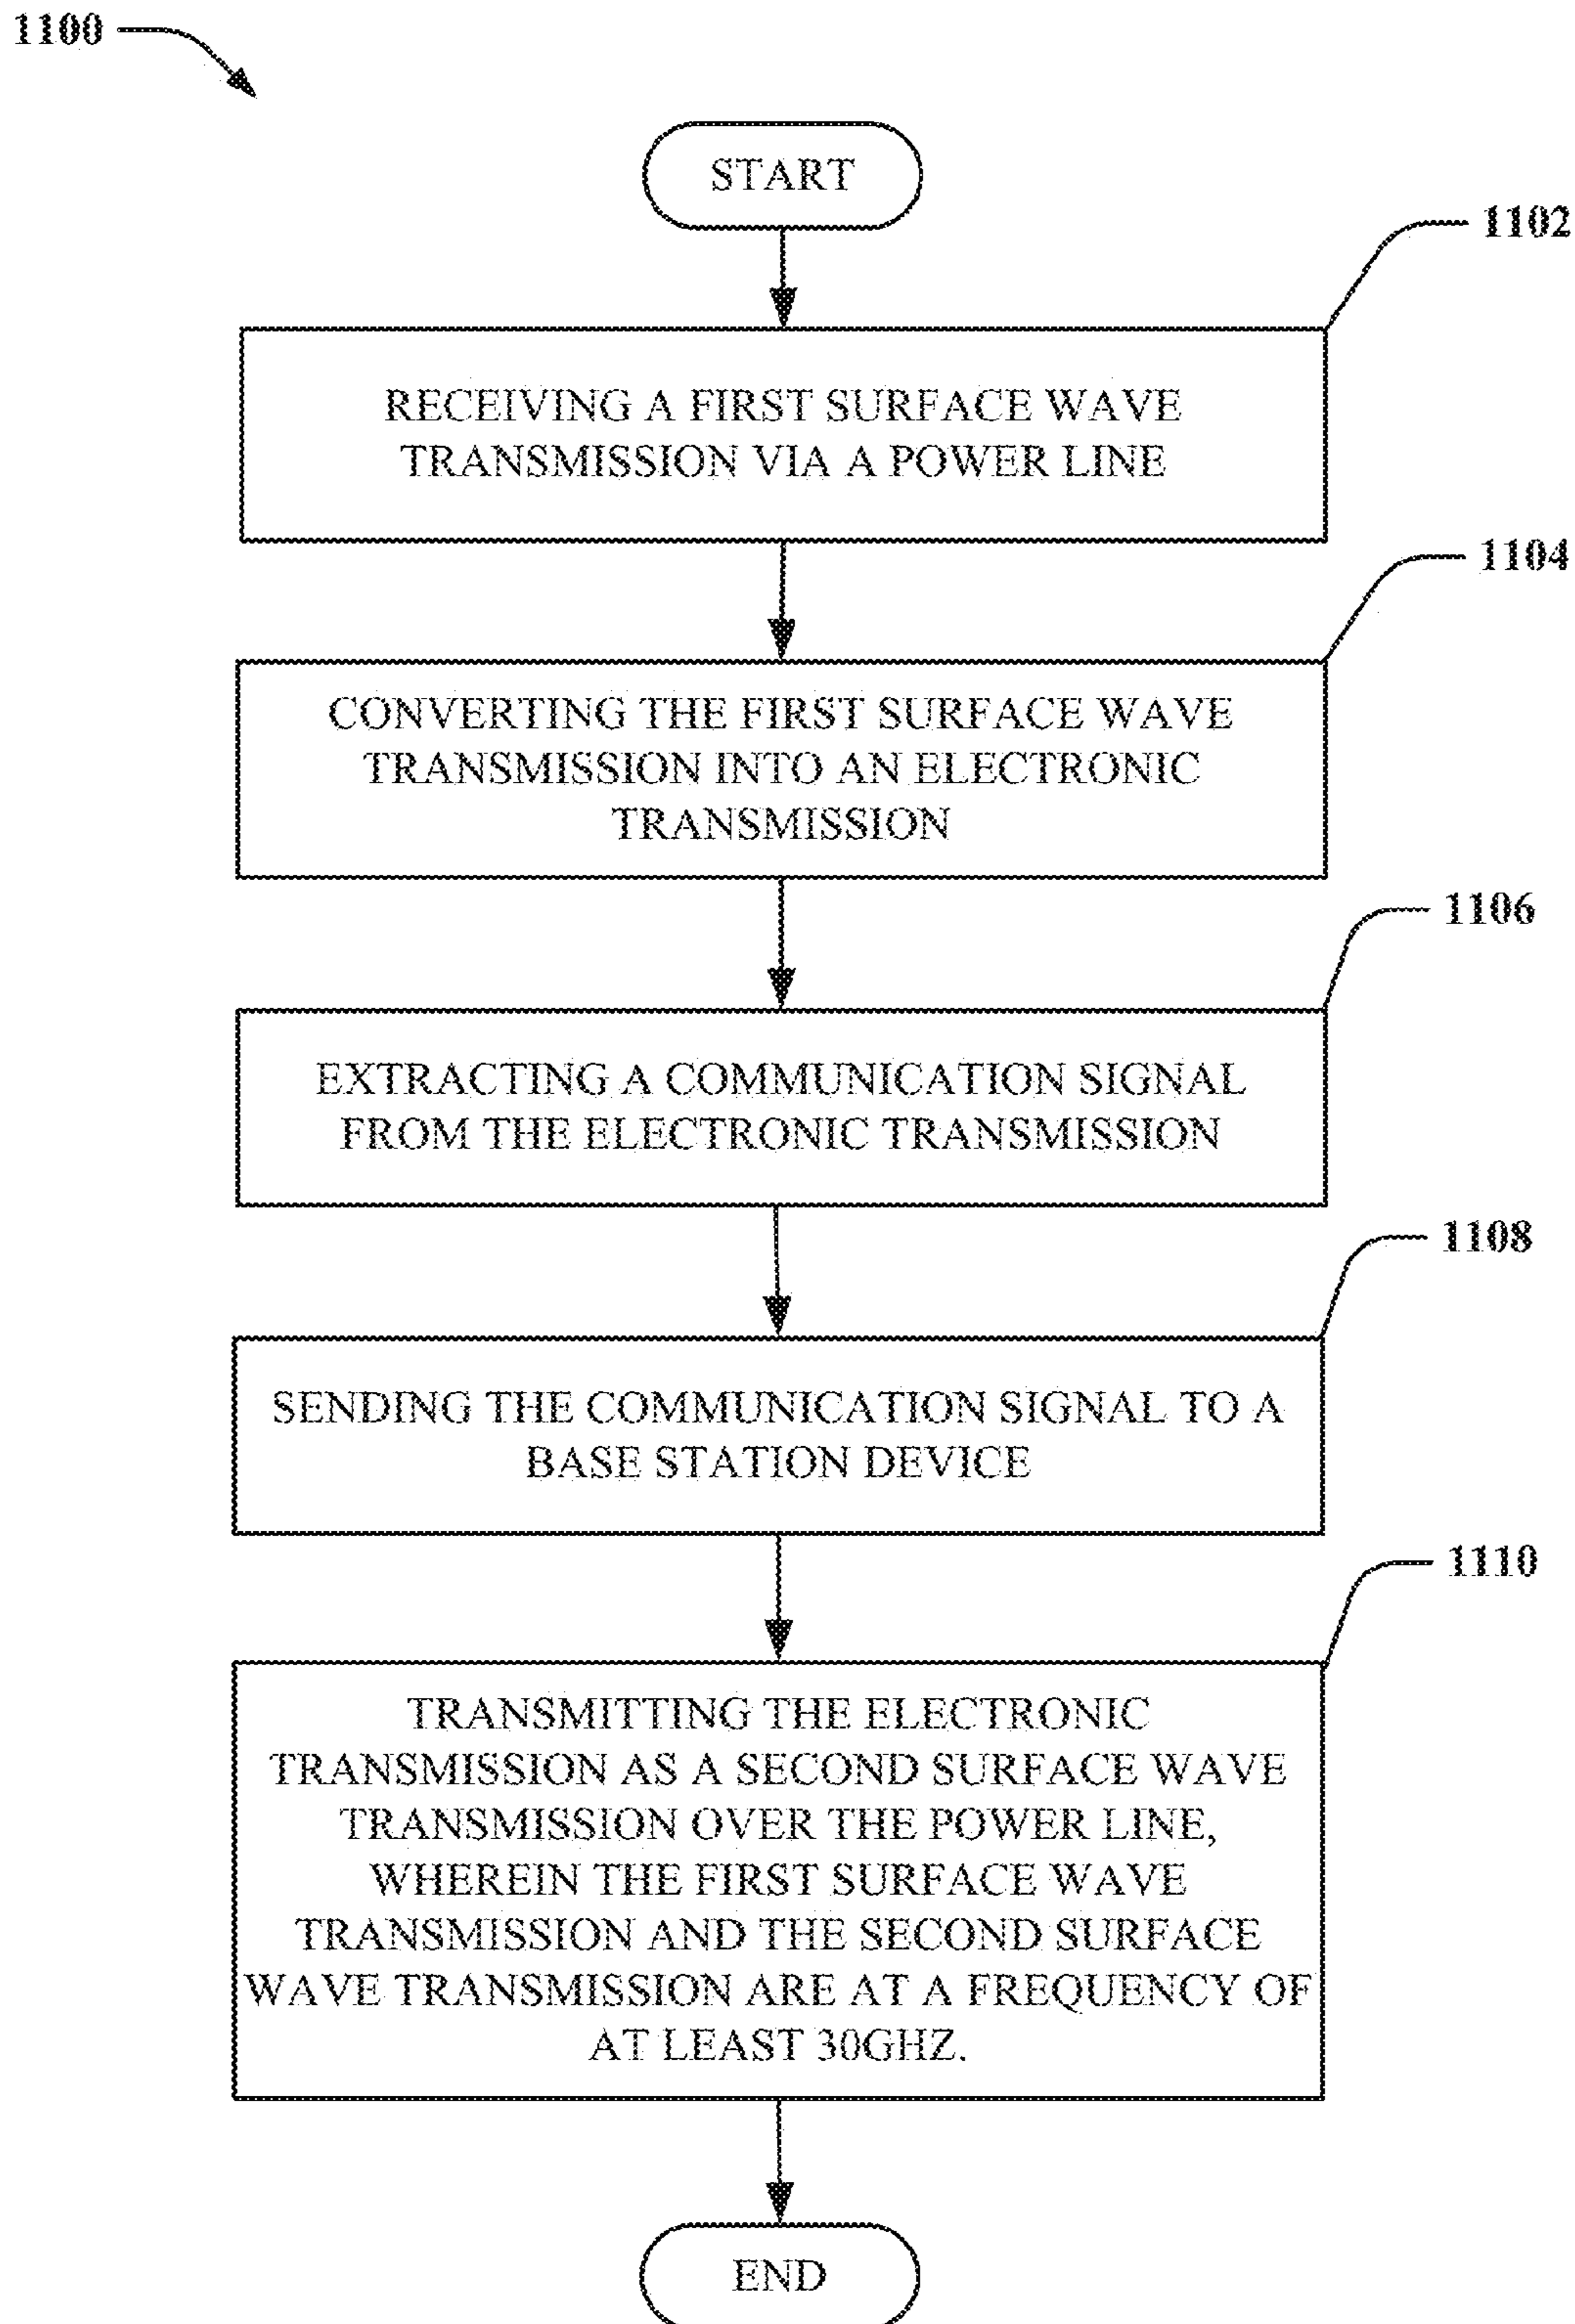 1100
START
1102
RECEIVING A FIRST SURFACE WAVE
TRANSMISSION VIA A POWER LINE
1104
CONVERTING THE FIRST SURFACE WAVE
TRANSMISSION INTO AN ELECTRONIC
TRANSMISSION
1106
EXTRACTING A COMMUNICATION SIGNAL
FROM THE ELECTRONIC TRANSMISSION
1108
SENDING THE COMMUNICATION SIGNAL TO A
BASE STATION DEVICE
1110
TRANSMITTING THE ELECTRONIC
TRANSMISSION AS A SECOND SURFACE WAVE
TRANSMISSION OVER THE POWER LINE,
WHEREIN THE FIRST SURFACE WAVE
TRANSMISSION AND THE SECOND SURFACE
WAVE TRANSMISSION ARE AT A FREQUENCY OF
AT LEAST 30GHZ.
END